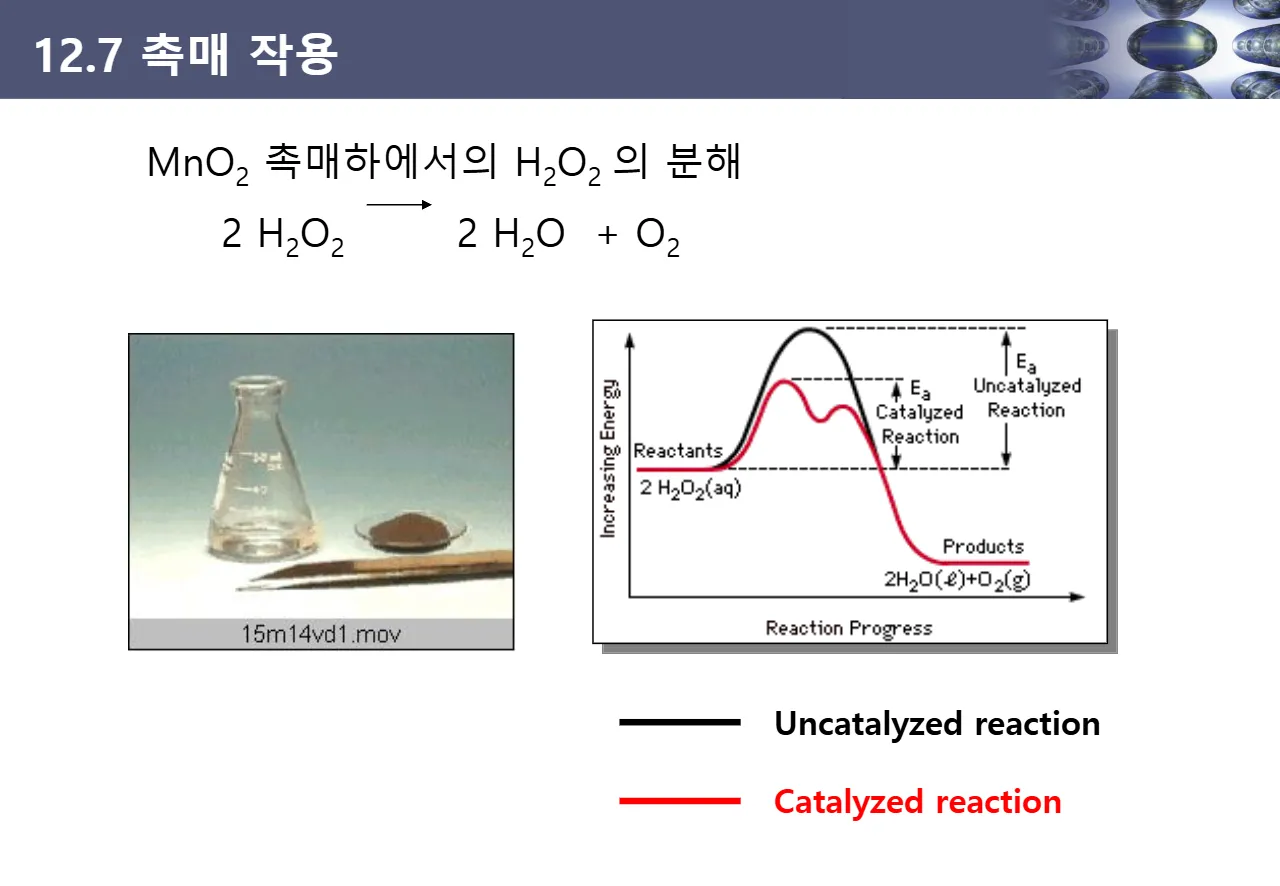 12.7 촉매 작용
MnO₂ 촉매하에서의 H₂O₂ 의 분해
2 H₂O₂ → 2 H₂O + O₂
15m14vd1.mov
Increasing Energy
Reactants
2 H₂O₂(aq)
Eₐ
Catalyzed
Reaction
Eₐ
Uncatalyzed
Reaction
Products
2H₂O(ℓ)+O₂(g)
Reaction Progress
Uncatalyzed reaction
Catalyzed reaction